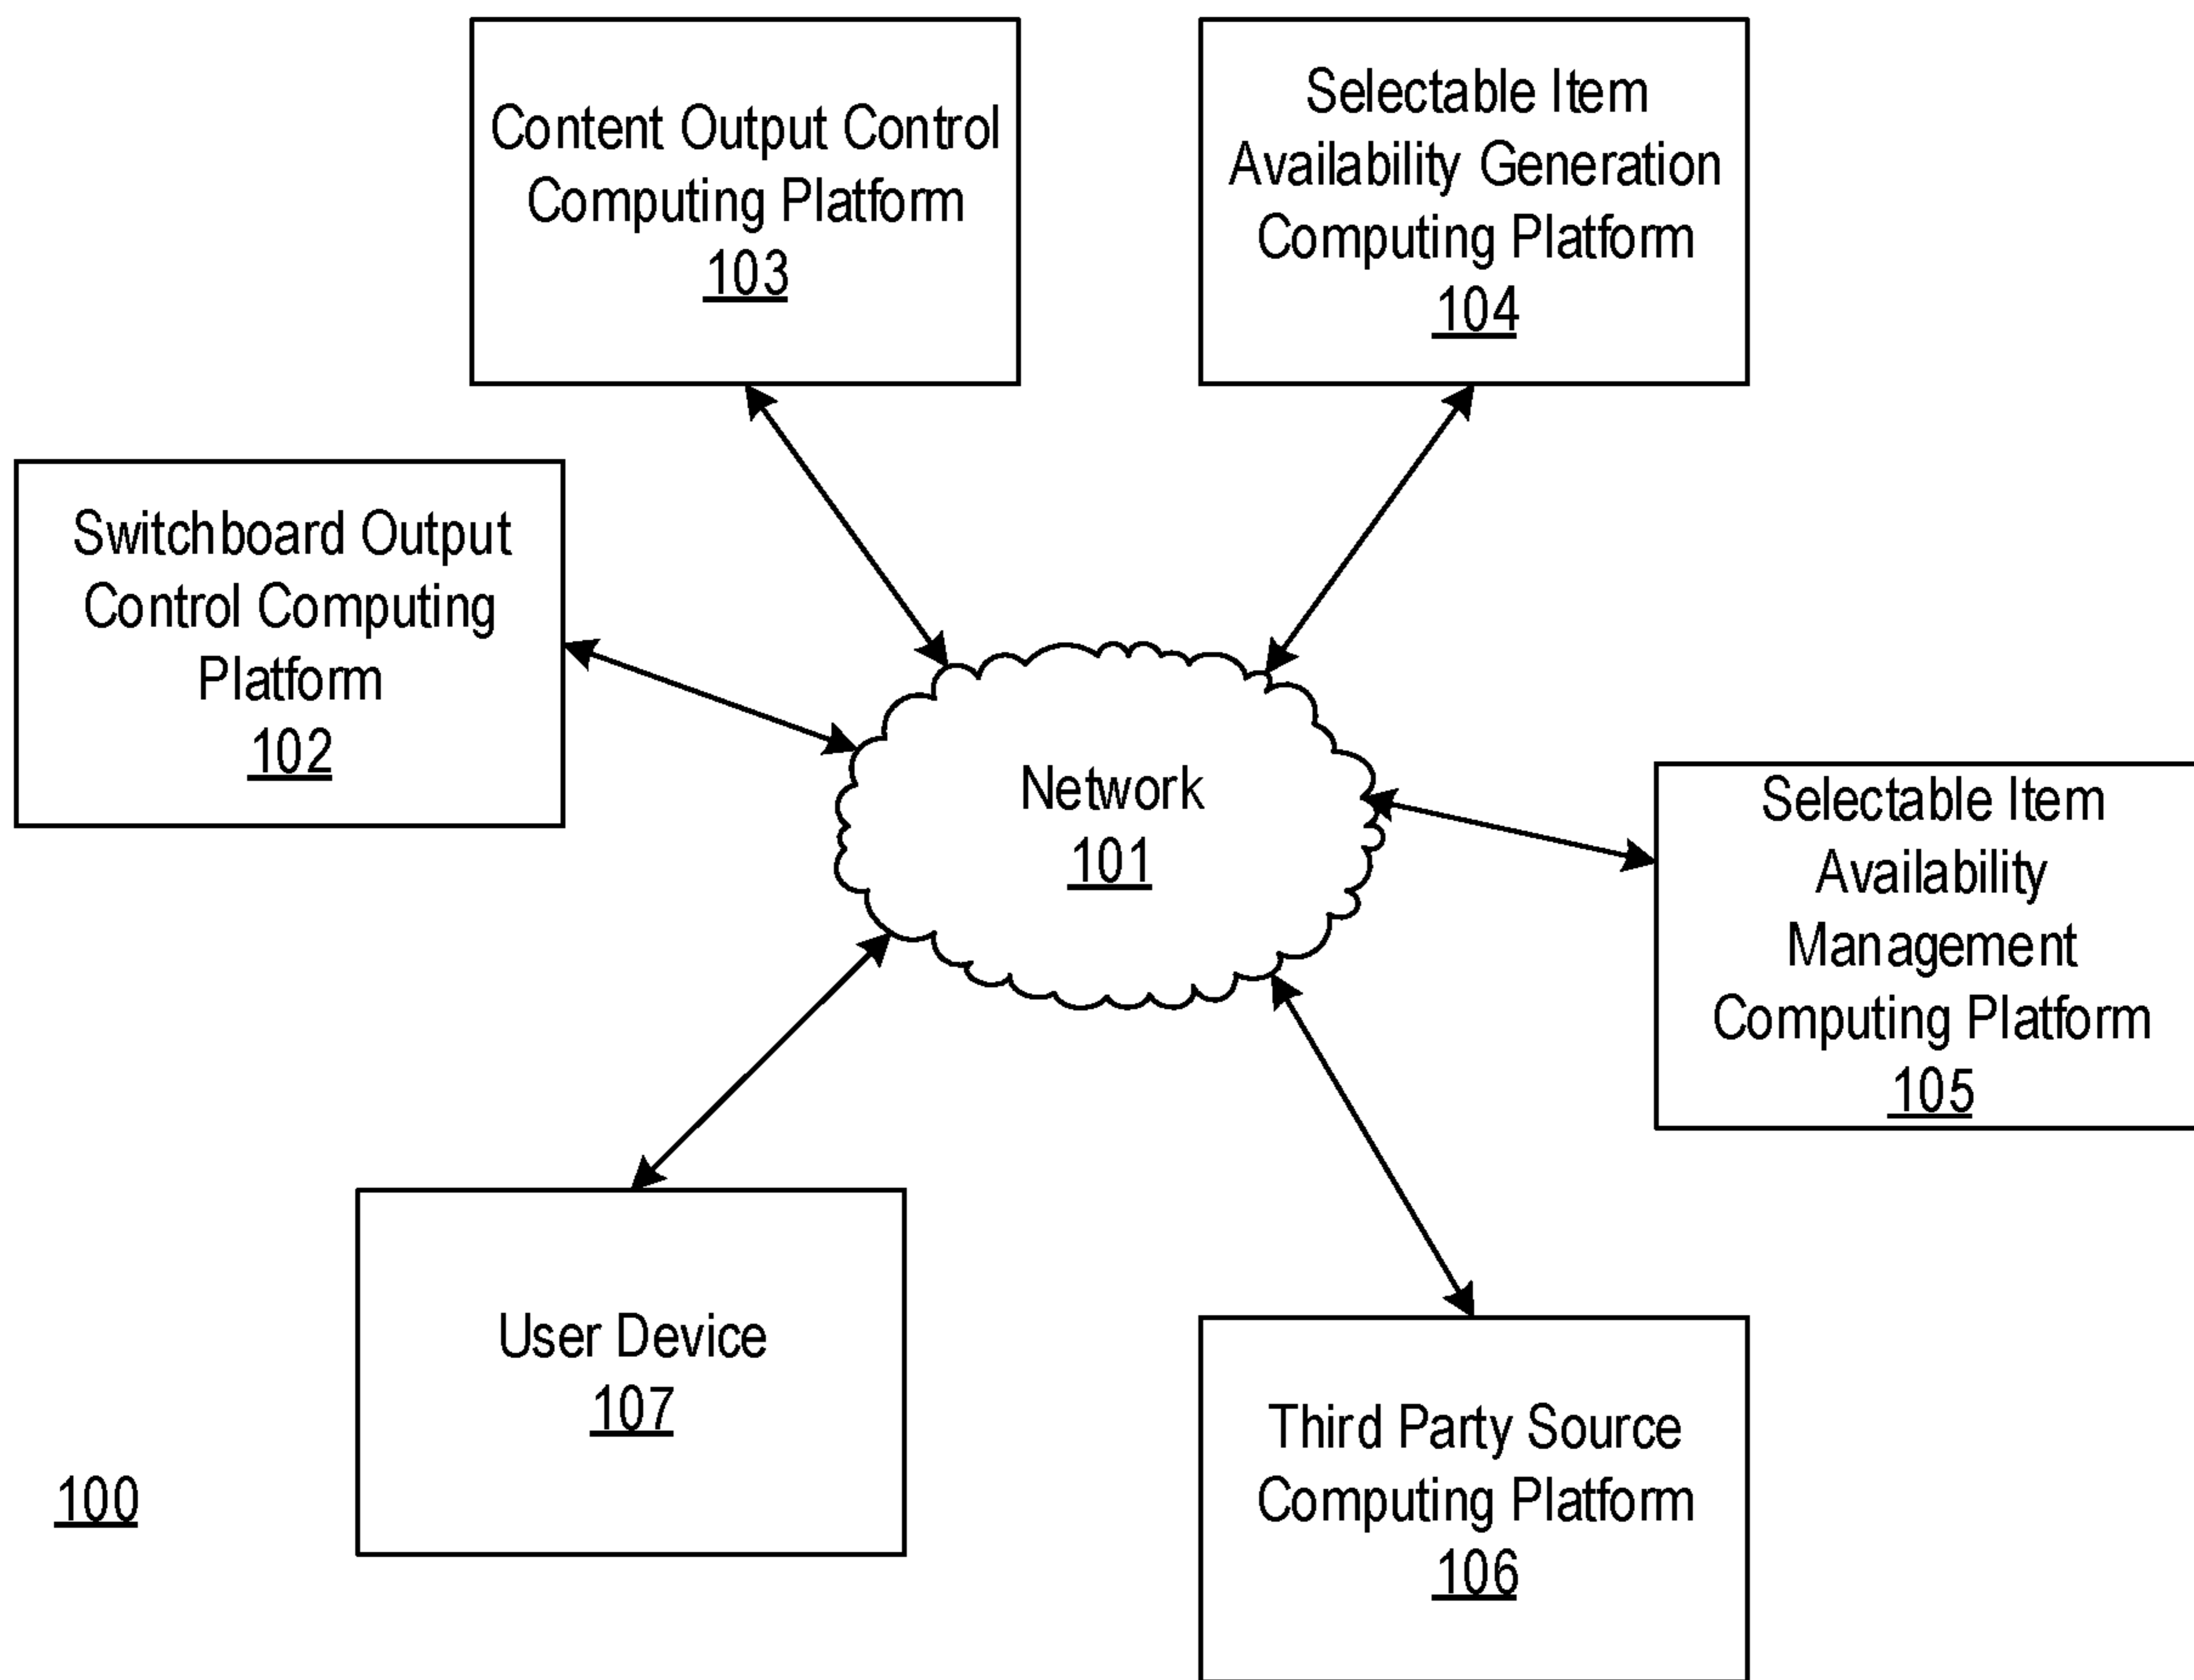 Content Output Control
Computing Platform
103
Selectable Item
Availability Generation
Computing Platform
104
Switchboard Output
Control Computing
Platform
102
Network
101
Selectable Item
Availability
Management
Computing Platform
105
User Device
107
Third Party Source
Computing Platform
106
100